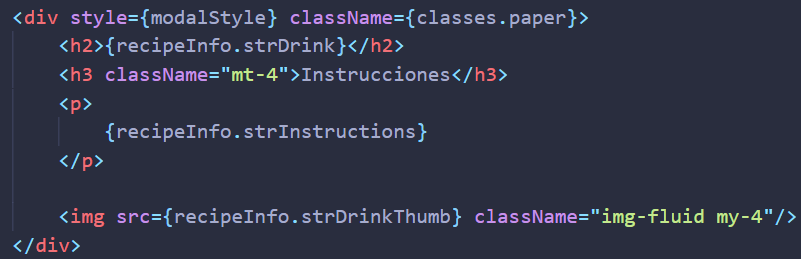 <div style={modalStyle} className={classes.paper}>
    <h2>{recipeInfo.strDrink}</h2>
    <h3 className="mt-4">Instrucciones</h3>
    <p>
        {recipeInfo.strInstructions}
    </p>

    <img src={recipeInfo.strDrinkThumb} className="img-fluid my-4"/>
</div>